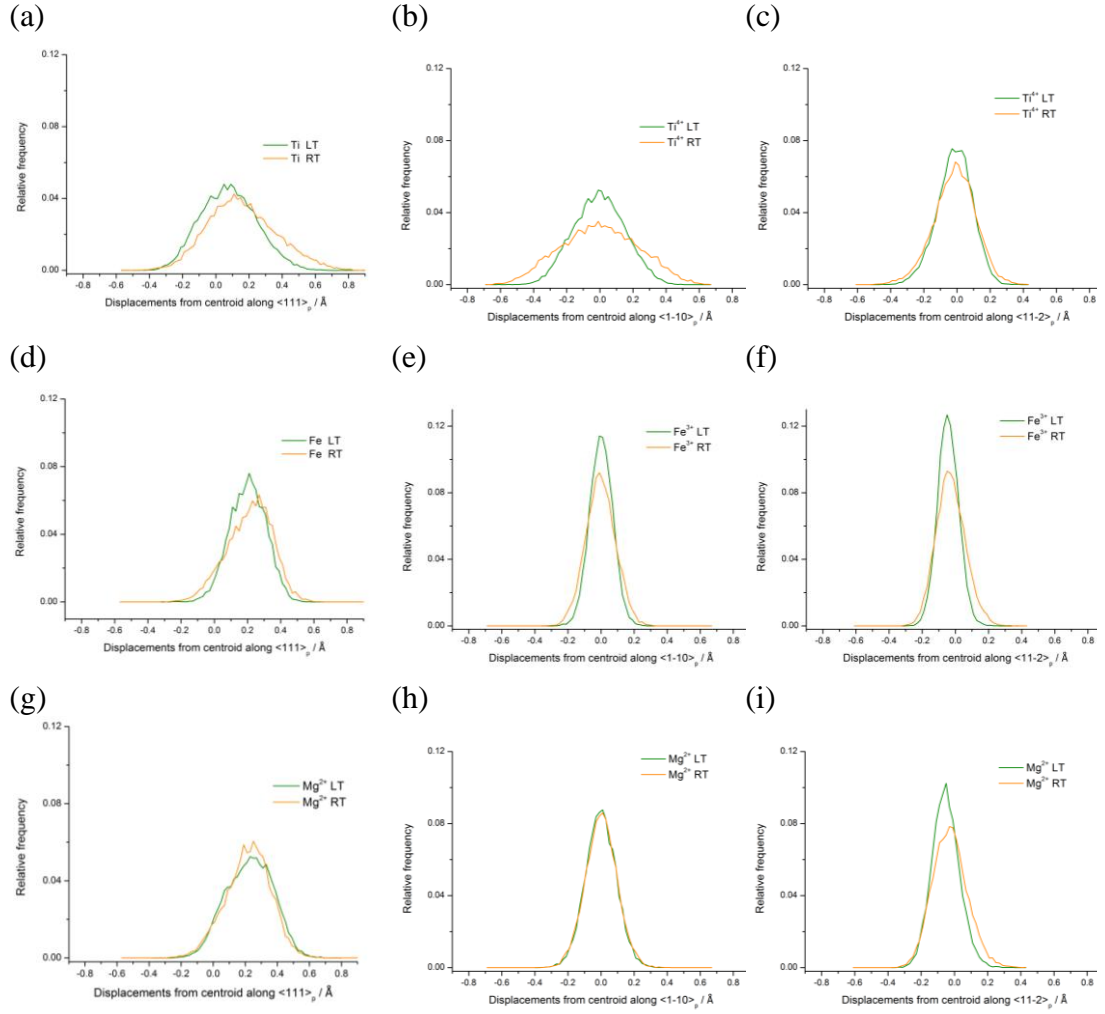 (a)
(b)
(c)
0.12
0.08
0.04
0.00
Relative frequency
Ti LT
Ti RT
-0.8 -0.6 -0.4 -0.2 0.0 0.2 0.4 0.6 0.8
Displacements from centroid along <111>p / Å
0.12
0.08
0.04
0.00
Relative frequency
Ti4+ LT
Ti4+ RT
-0.8 -0.6 -0.4 -0.2 0.0 0.2 0.4 0.6 0.8
Displacements from centroid along <1-10>p / Å
0.12
0.08
0.04
0.00
Relative frequency
Ti4+ LT
Ti4+ RT
-0.8 -0.6 -0.4 -0.2 0.0 0.2 0.4 0.6 0.8
Displacements from centroid along <11-2>p / Å
(d)
(e)
(f)
0.12
0.08
0.04
0.00
Relative frequency
Fe LT
Fe RT
-0.8 -0.6 -0.4 -0.2 0.0 0.2 0.4 0.6 0.8
Displacements from centroid along <111>p / Å
0.12
0.08
0.04
0.00
Relative frequency
Fe3+ LT
Fe3+ RT
-0.8 -0.6 -0.4 -0.2 0.0 0.2 0.4 0.6 0.8
Displacements from centroid along <1-10>p / Å
0.12
0.08
0.04
0.00
Relative frequency
Fe3+ LT
Fe3+ RT
-0.8 -0.6 -0.4 -0.2 0.0 0.2 0.4 0.6 0.8
Displacements from centroid along <11-2>p / Å
(g)
(h)
(i)
0.12
0.08
0.04
0.00
Relative frequency
Mg2+ LT
Mg2+ RT
-0.8 -0.6 -0.4 -0.2 0.0 0.2 0.4 0.6 0.8
Displacements from centroid along <111>p / Å
0.12
0.08
0.04
0.00
Relative frequency
Mg2+ LT
Mg2+ RT
-0.8 -0.6 -0.4 -0.2 0.0 0.2 0.4 0.6 0.8
Displacements from centroid along <1-10>p / Å
0.12
0.08
0.04
0.00
Relative frequency
Mg2+ LT
Mg2+ RT
-0.8 -0.6 -0.4 -0.2 0.0 0.2 0.4 0.6 0.8
Displacements from centroid along <11-2>p / Å